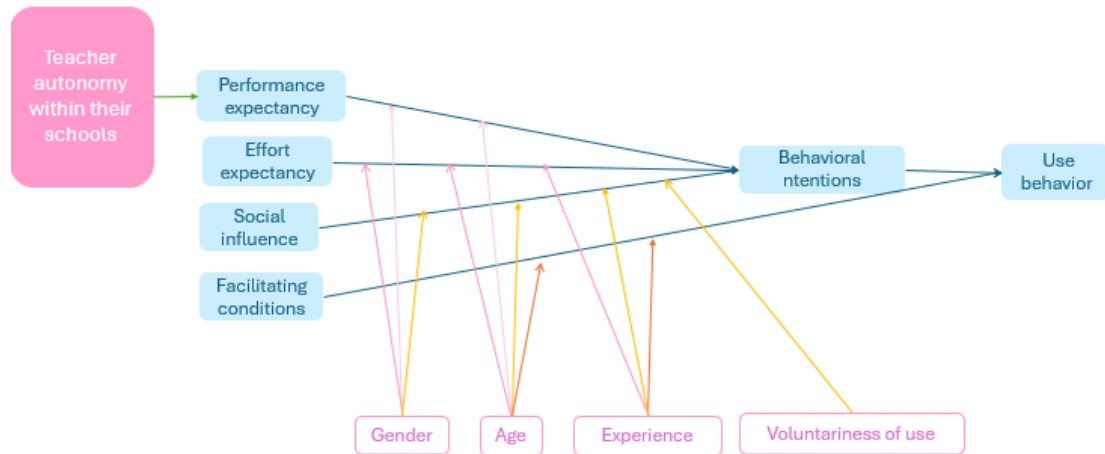 Teacher
autonomy
within their
schools
Performance
expectancy
Effort
expectancy
Social
influence
Facilitating
conditions
Behavioral
ntentions
Use
behavior
Gender
Age
Experience
Voluntariness of use